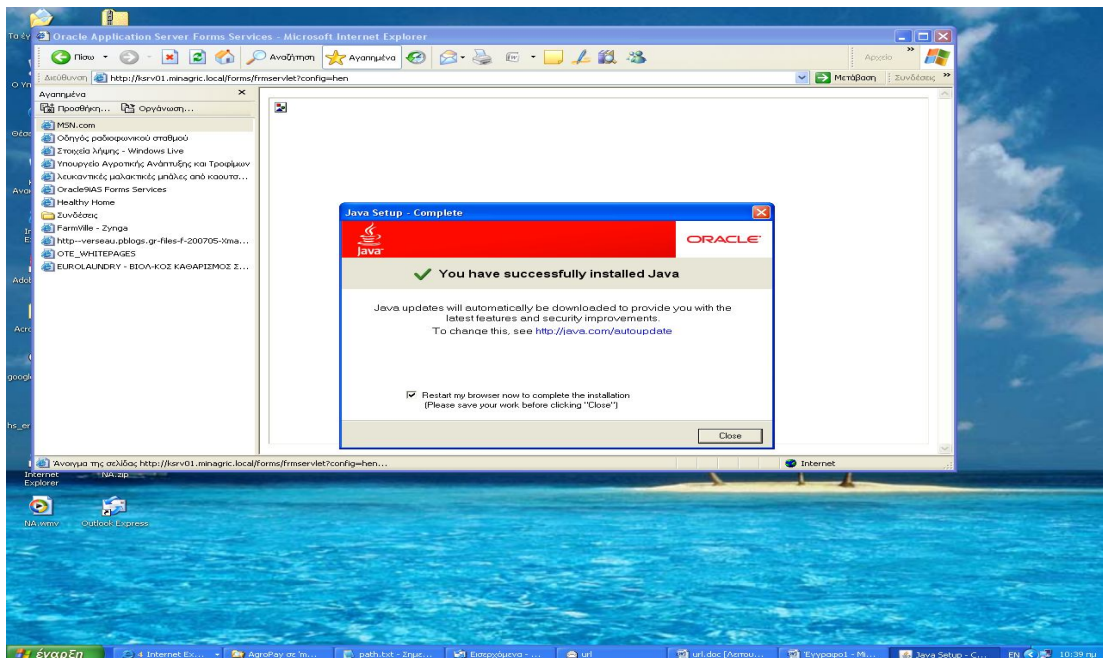 Oracle Application Server Forms Services - Microsoft Internet Explorer
Πίσω Αναζήτηση Αγαπημένα Αρχείο
Διεύθυνση http://ksrv01.minagric.local/forms/frmservlet?config=hen Μετάβαση Συνδέσεις
Αγαπημένα
Προσθήκη... Οργάνωση...
MSN.com
Οδηγός ραδιοφωνικού σταθμού
Στοιχεία λήψης - Windows Live
Υπουργείο Αγροτικής Ανάπτυξης και Τροφίμων
λευκαντικές μαλακτικές μπάλες από καουτσ...
Oracle9iAS Forms Services
Healthy Home
Συνδέσεις
FarmVille - Zynga
http--verseau.pblogs.gr-files-f-200705-Xma...
OTE_WHITEPAGES
EUROLAUNDRY - ΒΙΟΛ-ΚΟΣ ΚΑΘΑΡΙΣΜΟΣ Σ...
Java Setup - Complete
Java ORACLE
You have successfully installed Java
Java updates will automatically be downloaded to provide you with the
latest features and security improvements.
To change this, see http://java.com/autoupdate
Restart my browser now to complete the installation
(Please save your work before clicking "Close")
Close
Άνοιγμα της σελίδας http://ksrv01.minagric.local/forms/frmservlet?config=hen... Internet
Internet Explorer
NA.zip
NA.wmv
Outlook Express
έναρξη 4 Internet Ex... AgroPay σε 'm... path.txt - Σημε... Εισερχόμενα - ... url url.doc [Λειτου... Έγγραφο1 - Mi... Java Setup - C... EN 10:39 πμ